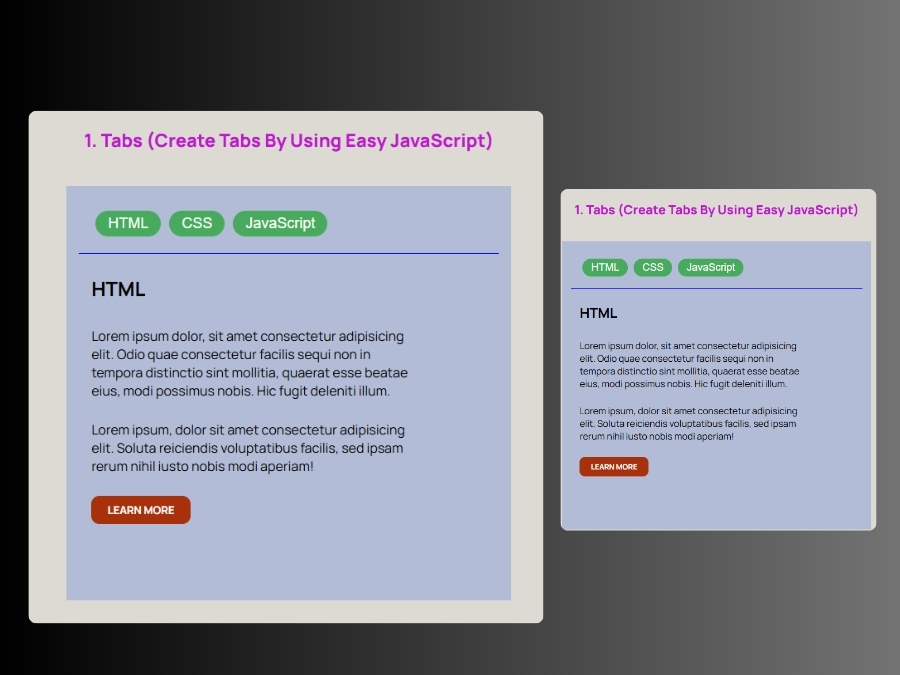 1. Tabs (Create Tabs By Using Easy JavaScript)
HTML CSS JavaScript
HTML
Lorem ipsum dolor, sit amet consectetur adipisicing
elit. Odio quae consectetur facilis sequi non in
tempora distinctio sint mollitia, quaerat esse beatae
eius, modi possimus nobis. Hic fugit deleniti illum.
Lorem ipsum, dolor sit amet consectetur adipisicing
elit. Soluta reiciendis voluptatibus facilis, sed ipsam
rerum nihil iusto nobis modi aperiam!
LEARN MORE
1. Tabs (Create Tabs By Using Easy JavaScript)
HTML CSS JavaScript
HTML
Lorem ipsum dolor, sit amet consectetur adipisicing
elit. Odio quae consectetur facilis sequi non in
tempora distinctio sint mollitia, quaerat esse beatae
eius, modi possimus nobis. Hic fugit deleniti illum.
Lorem ipsum, dolor sit amet consectetur adipisicing
elit. Soluta reiciendis voluptatibus facilis, sed ipsam
rerum nihil iusto nobis modi aperiam!
LEARN MORE